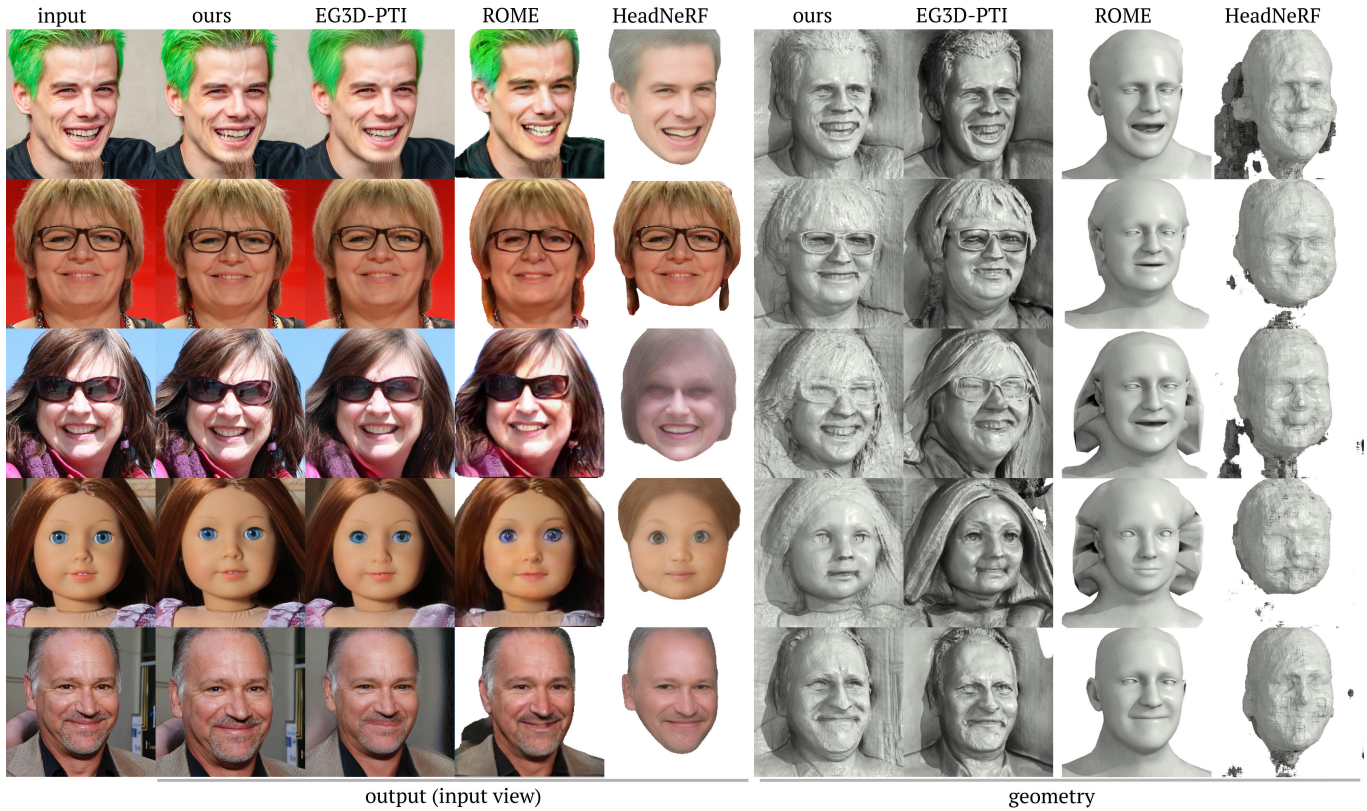 input ours EG3D-PTI ROME HeadNeRF ours EG3D-PTI ROME HeadNeRF
output (input view) geometry